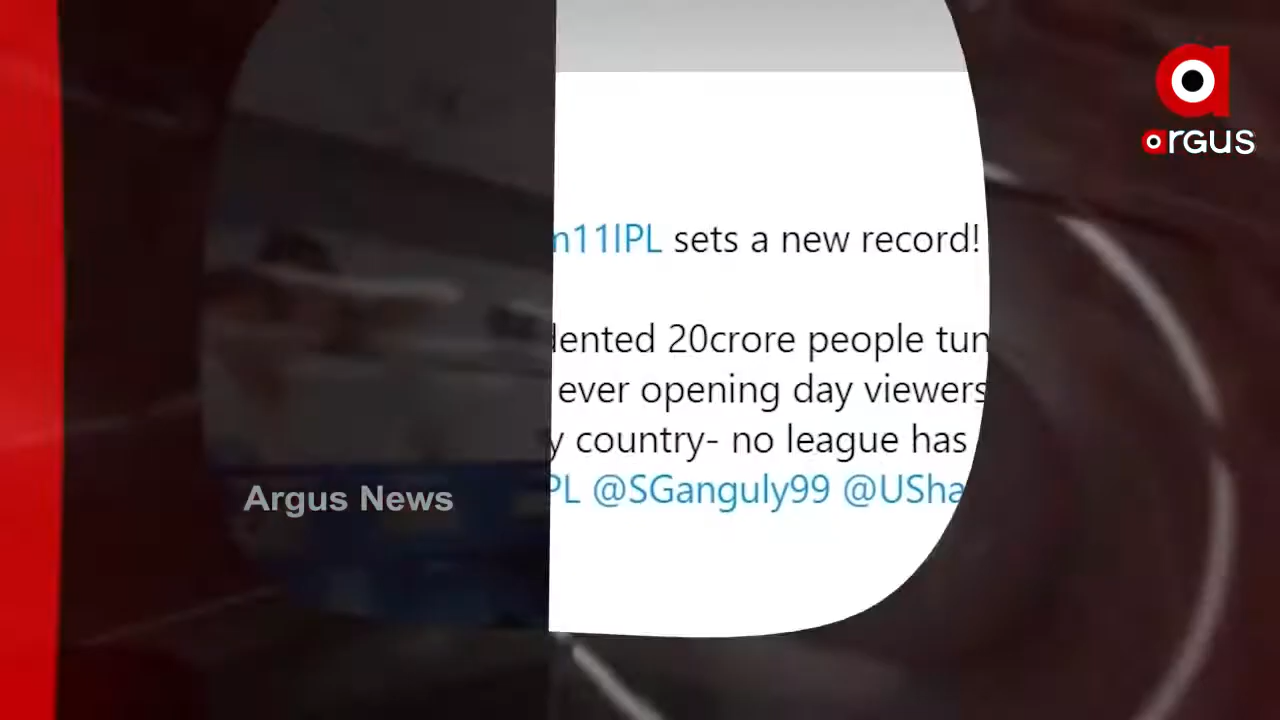 argus
m11IPL sets a new record!
dented 20crore people tun
ever opening day viewers
y country- no league has
PL @SGanguly99 @USha
Argus News